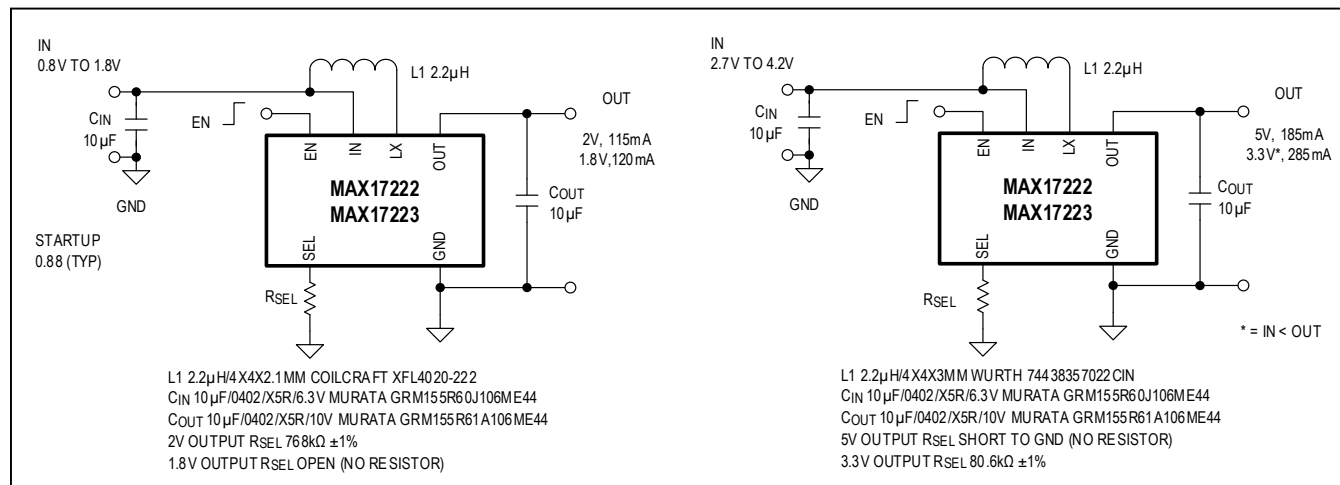 IN
0.8V TO 1.8V
L1 2.2µH
CIN
10µF
EN
OUT
2V, 115mA
1.8V,120mA
EN
IN
LX
OUT
MAX17222
MAX17223
COUT
10µF
GND
STARTUP
0.88 (TYP)
SEL
GND
RSEL
L1 2.2µH/4X4X2.1MM COILCRAFT XFL4020-222
CIN 10µF/0402/X5R/6.3V MURATA GRM155R60J106ME44
COUT 10µF/0402/X5R/10V MURATA GRM155R61A106ME44
2V OUTPUT RSEL 768kΩ ±1%
1.8V OUTPUT RSEL OPEN (NO RESISTOR)
IN
2.7V TO 4.2V
L1 2.2µH
CIN
10µF
EN
OUT
5V, 185mA
3.3V*, 285mA
EN
IN
LX
OUT
MAX17222
MAX17223
COUT
10µF
GND
SEL
GND
RSEL
* = IN < OUT
L1 2.2µH/4X4X3MM WURTH 74438357022CIN
CIN 10µF/0402/X5R/6.3V MURATA GRM155R60J106ME44
COUT 10µF/0402/X5R/10V MURATA GRM155R61A106ME44
5V OUTPUT RSEL SHORT TO GND (NO RESISTOR)
3.3V OUTPUT RSEL 80.6kΩ ±1%